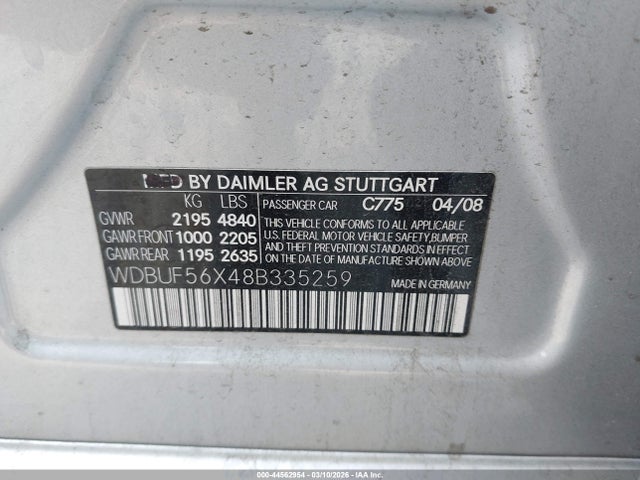 MFD BY DAIMLER AG STUTTGART
KG LBS
GVWR 2195 4840
GAWR FRONT 1000 2205
GAWR REAR 1195 2635
PASSENGER CAR C775 04/08
THIS VEHICLE CONFORMS TO ALL APPLICABLE
U.S. FEDERAL MOTOR VEHICLE SAFETY, BUMPER
AND THEFT PREVENTION STANDARDS IN EFFECT
ON THE DATE OF MANUFACTURE SHOWN ABOVE
WDBUF56X48B335259 MADE IN GERMANY
000-44562954 - 03/10/2026 - IAA, Inc.